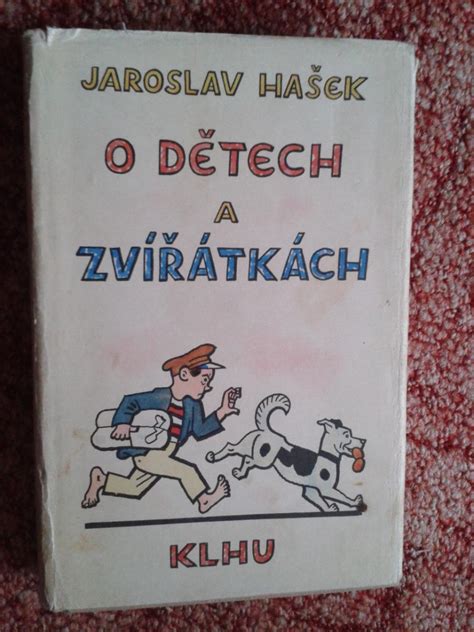 JAROSLAV HAŠEK
O DĚTECH
A
ZVÍŘÁTKÁCH
KLHU